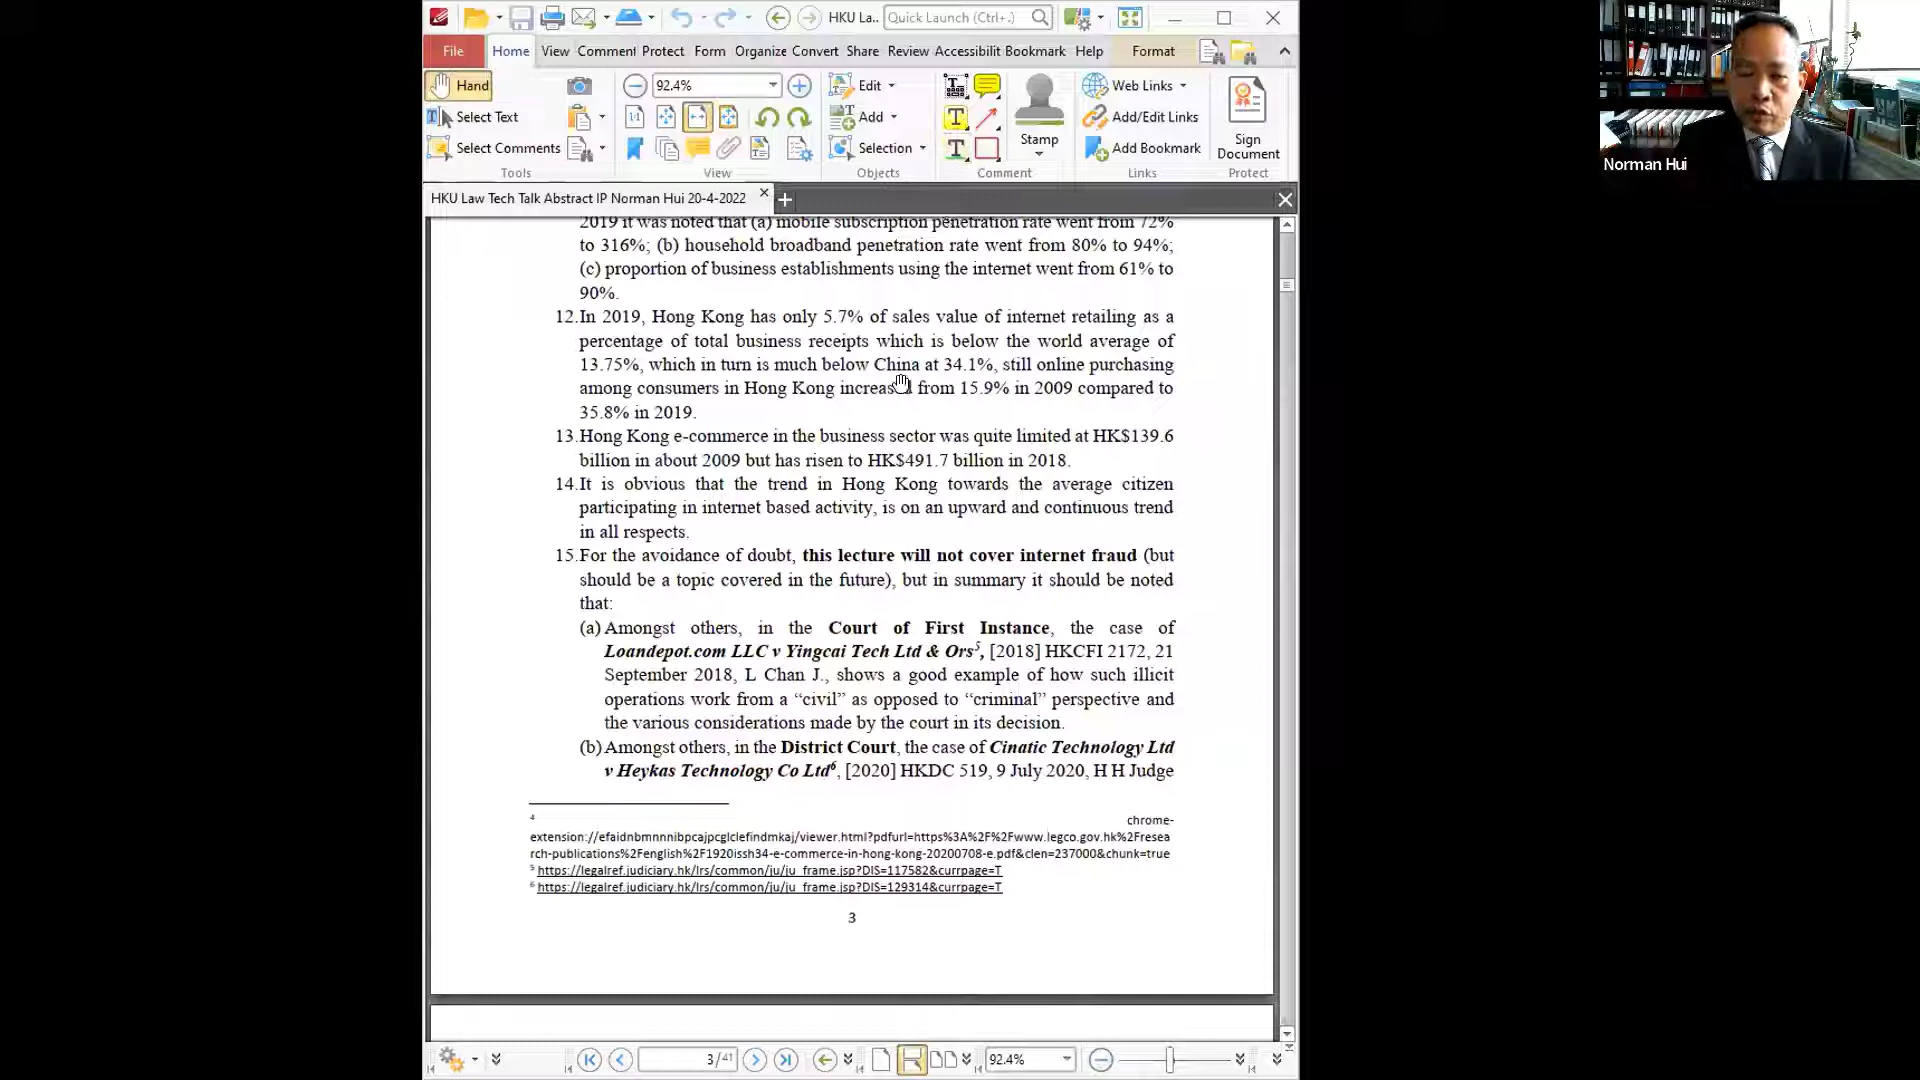 HKU La..
Quick Launch (Ctrl+.)
File
Home
View
Comment
Protect
Form
Organize
Convert
Share
Review
Accessibilit
Bookmark
Help
Format
Hand
Select Text
Select Comments
Tools
92.4%
View
Edit
Add
Selection
Objects
Stamp
Comment
Web Links
Add/Edit Links
Add Bookmark
Links
Sign
Document
Protect
Norman Hui
HKU Law Tech Talk Abstract IP Norman Hui 20-4-2022
2019 it was noted that (a) mobile subscription penetration rate went from 72%
to 316%; (b) household broadband penetration rate went from 80% to 94%;
(c) proportion of business establishments using the internet went from 61% to
90%.
12. In 2019, Hong Kong has only 5.7% of sales value of internet retailing as a
percentage of total business receipts which is below the world average of
13.75%, which in turn is much below China at 34.1%, still online purchasing
among consumers in Hong Kong increased from 15.9% in 2009 compared to
35.8% in 2019.
13. Hong Kong e-commerce in the business sector was quite limited at HK$139.6
billion in about 2009 but has risen to HK$491.7 billion in 2018.
14. It is obvious that the trend in Hong Kong towards the average citizen
participating in internet based activity, is on an upward and continuous trend
in all respects.
15. For the avoidance of doubt, this lecture will not cover internet fraud (but
should be a topic covered in the future), but in summary it should be noted
that:
(a) Amongst others, in the Court of First Instance, the case of
Loandepot.com LLC v Yingcai Tech Ltd & Ors5, [2018] HKCFI 2172, 21
September 2018, L Chan J., shows a good example of how such illicit
operations work from a “civil” as opposed to “criminal” perspective and
the various considerations made by the court in its decision.
(b) Amongst others, in the District Court, the case of Cinatic Technology Ltd
v Heykas Technology Co Ltd6, [2020] HKDC 519, 9 July 2020, H H Judge
4 chrome-
extension://efaidnbmnnnibpcajpcglclefindmkaj/viewer.html?pdfurl=https%3A%2F%2Fwww.legco.gov.hk%2Fresea
rch-publications%2Fenglish%2F1920issh34-e-commerce-in-hong-kong-20200708-e.pdf&clen=237000&chunk=true
5 https://legalref.judiciary.hk/lrs/common/ju/ju_frame.jsp?DIS=117582&currpage=T
6 https://legalref.judiciary.hk/lrs/common/ju/ju_frame.jsp?DIS=129314&currpage=T
3
3 / 41
92.4%